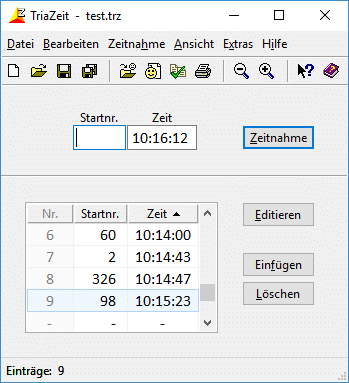 TriaZeit - test.trz
Datei Bearbeiten Zeitnahme Ansicht Extras Hilfe
Startnr. Zeit
10:16:12 Zeitnahme
Nr. Startnr. Zeit
6 60 10:14:00
7 2 10:14:43
8 326 10:14:47
9 98 10:15:23
- - -
Editieren
Einfügen
Löschen
Einträge: 9